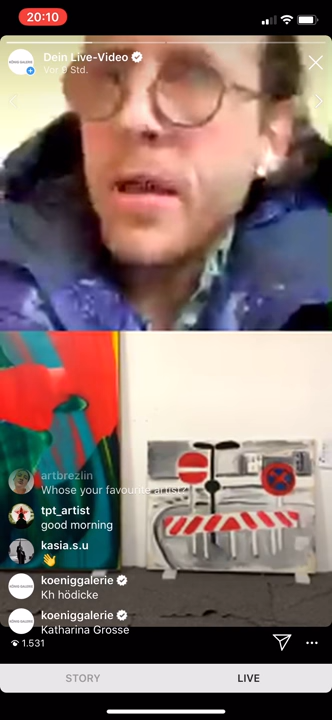 20:10
Dein Live-Video
Vor 9 Std.
artbrezlin
Whose your favourite artist?
tpt_artist
good morning
kasia.s.u
👋
koeniggalerie
Kh hödicke
koeniggalerie
Katharina Grosse
1.531
STORY
LIVE